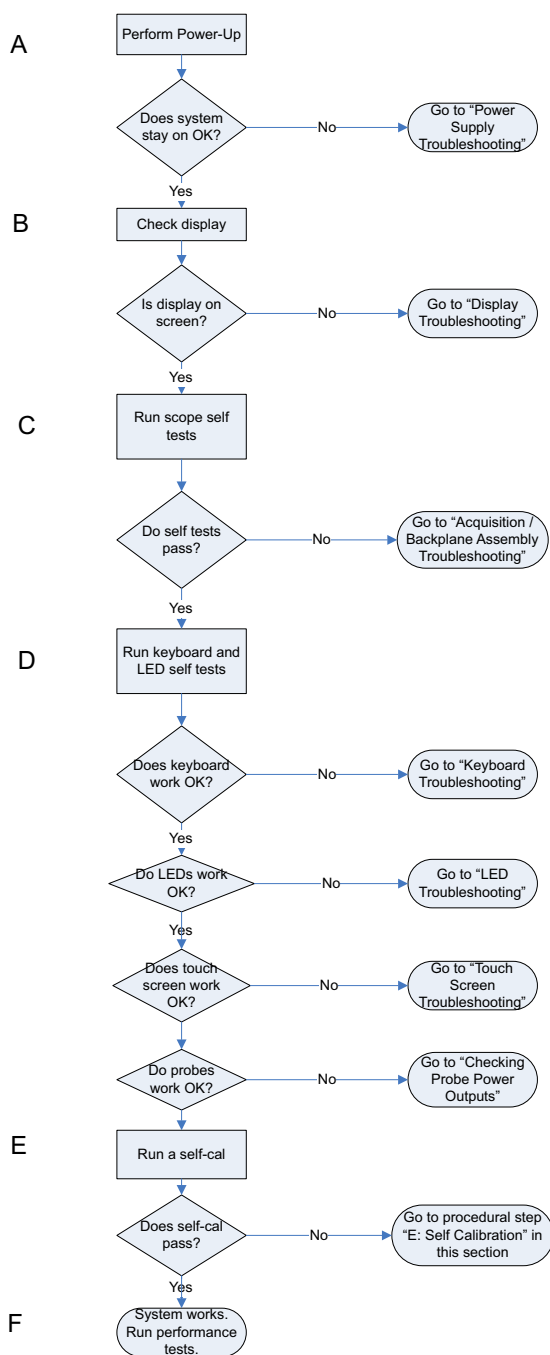 A
Perform Power-Up
Does system
stay on OK?
No
Go to “Power
Supply
Troubleshooting”
Yes
B
Check display
Is display on
screen?
No
Go to “Display
Troubleshooting”
Yes
C
Run scope self
tests
Do self tests
pass?
No
Go to “Acquisition /
Backplane Assembly
Troubleshooting”
Yes
D
Run keyboard and
LED self tests
Does keyboard
work OK?
No
Go to “Keyboard
Troubleshooting”
Yes
Do LEDs work
OK?
No
Go to “LED
Troubleshooting”
Yes
Does touch
screen work
OK?
No
Go to “Touch
Screen
Troubleshooting”
Do probes
work OK?
No
Go to “Checking
Probe Power
Outputs”
E
Run a self-cal
Does self-cal
pass?
No
Go to procedural step
“E: Self Calibration” in
this section
Yes
F
System works.
Run performance
tests.